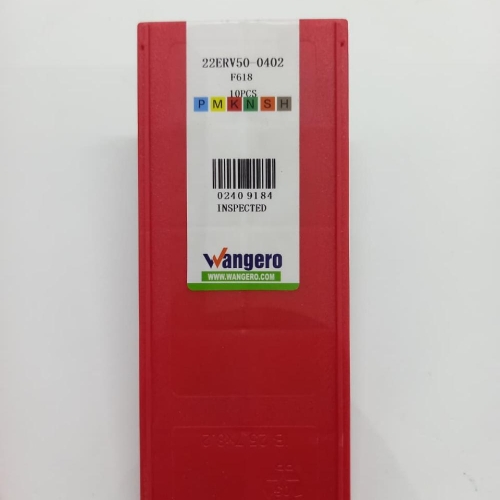 22ERV50-0402
F618
10PCS
P M K N S H
0240 9184
INSPECTED
Wangero
WWW.WANGERO.COM